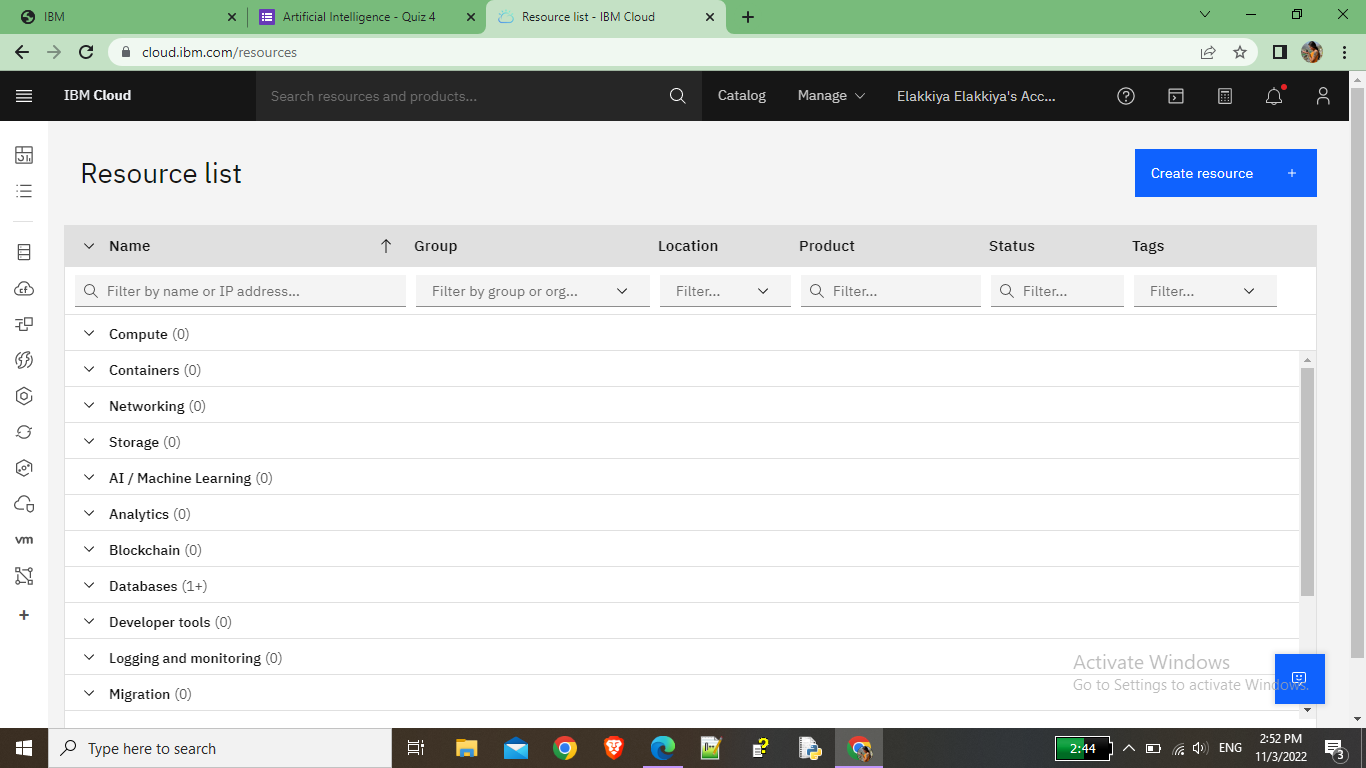 IBM
Artificial Intelligence - Quiz 4
Resource list - IBM Cloud
cloud.ibm.com/resources
IBM Cloud
Search resources and products...
Catalog
Manage
Elakkiya Elakkiya's Acc...
Resource list
Create resource +
Name
Group
Location
Product
Status
Tags
Filter by name or IP address...
Filter by group or org...
Filter...
Filter...
Filter...
Filter...
Compute (0)
Containers (0)
Networking (0)
Storage (0)
AI / Machine Learning (0)
Analytics (0)
Blockchain (0)
Databases (1+)
Developer tools (0)
Logging and monitoring (0)
Migration (0)
vm
Activate Windows
Go to Settings to activate Windows.
Type here to search
2:44
ENG
2:52 PM
11/3/2022
3